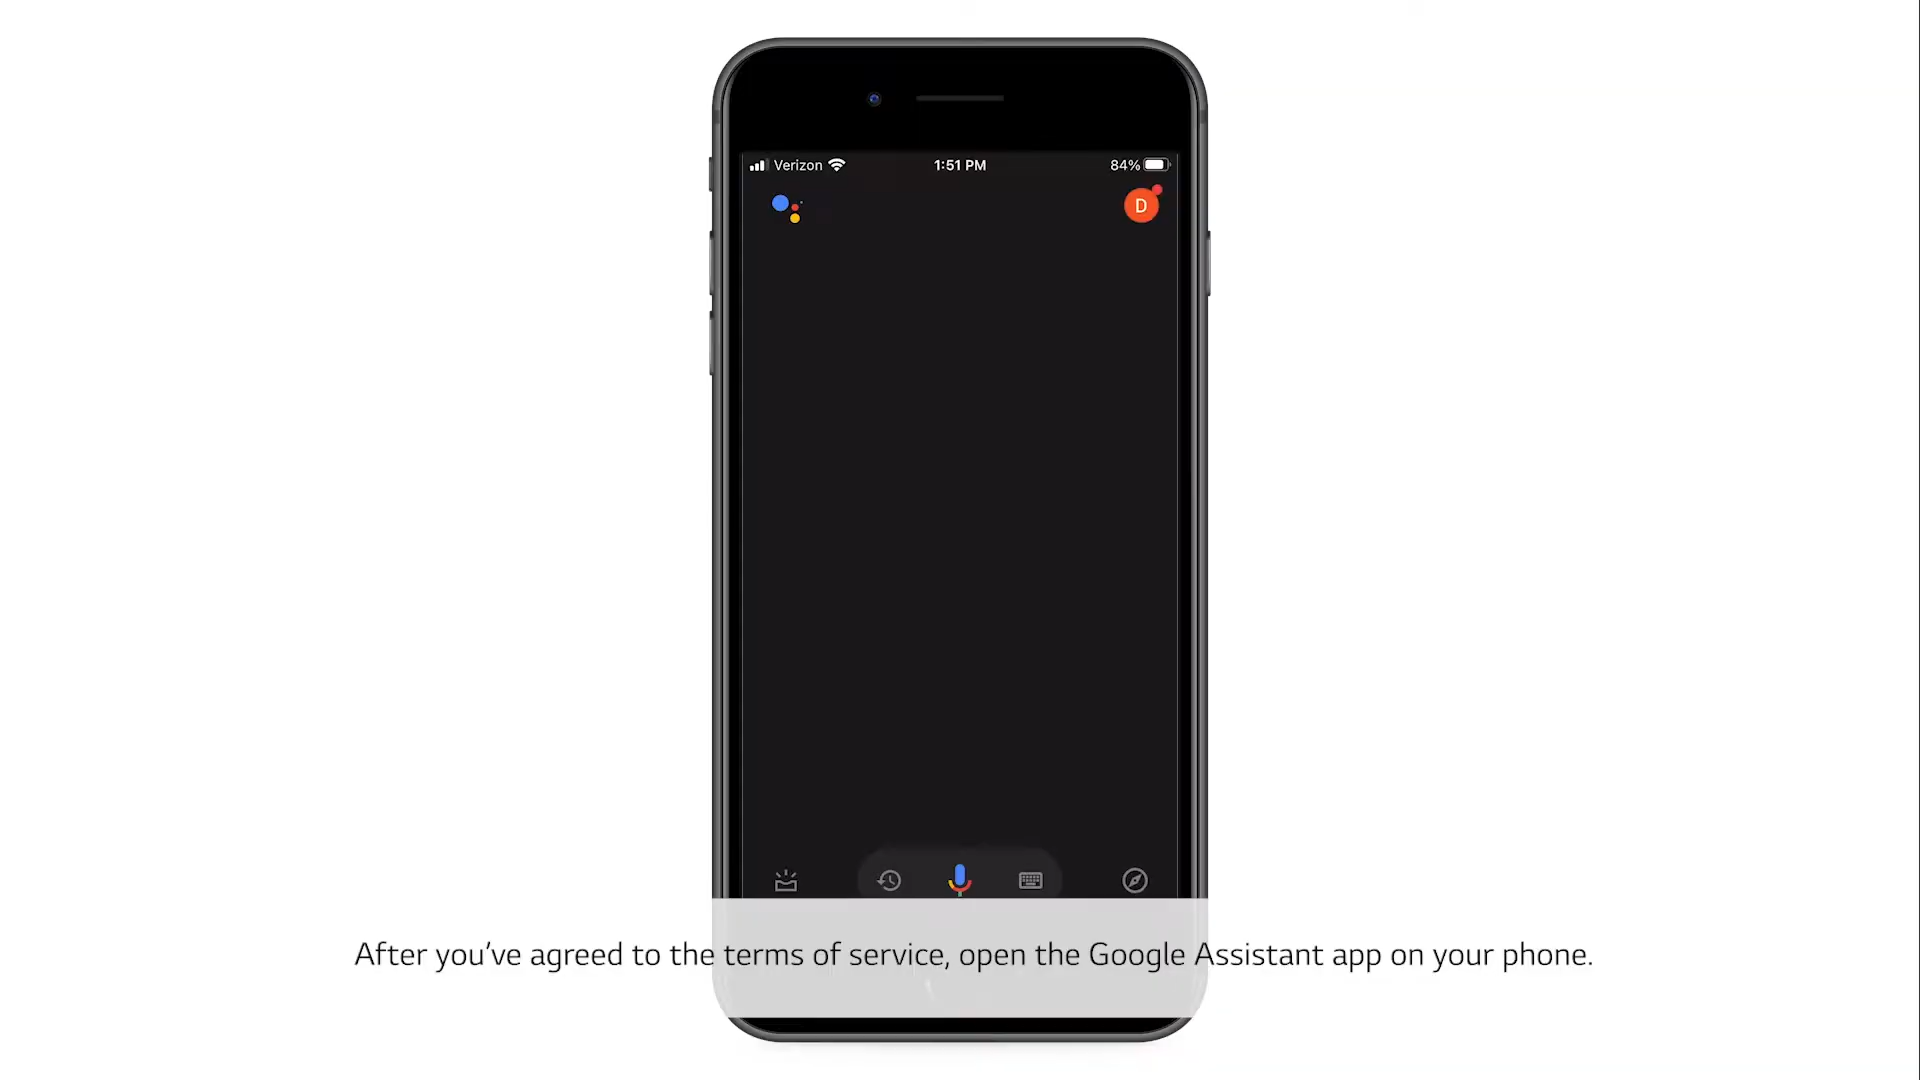 Verizon 1:51 PM 84%
D
After you’ve agreed to the terms of service, open the Google Assistant app on your phone.